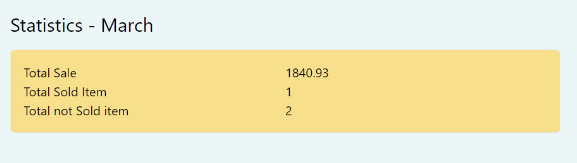 Statistics - March
Total Sale 1840.93
Total Sold Item 1
Total not Sold item 2